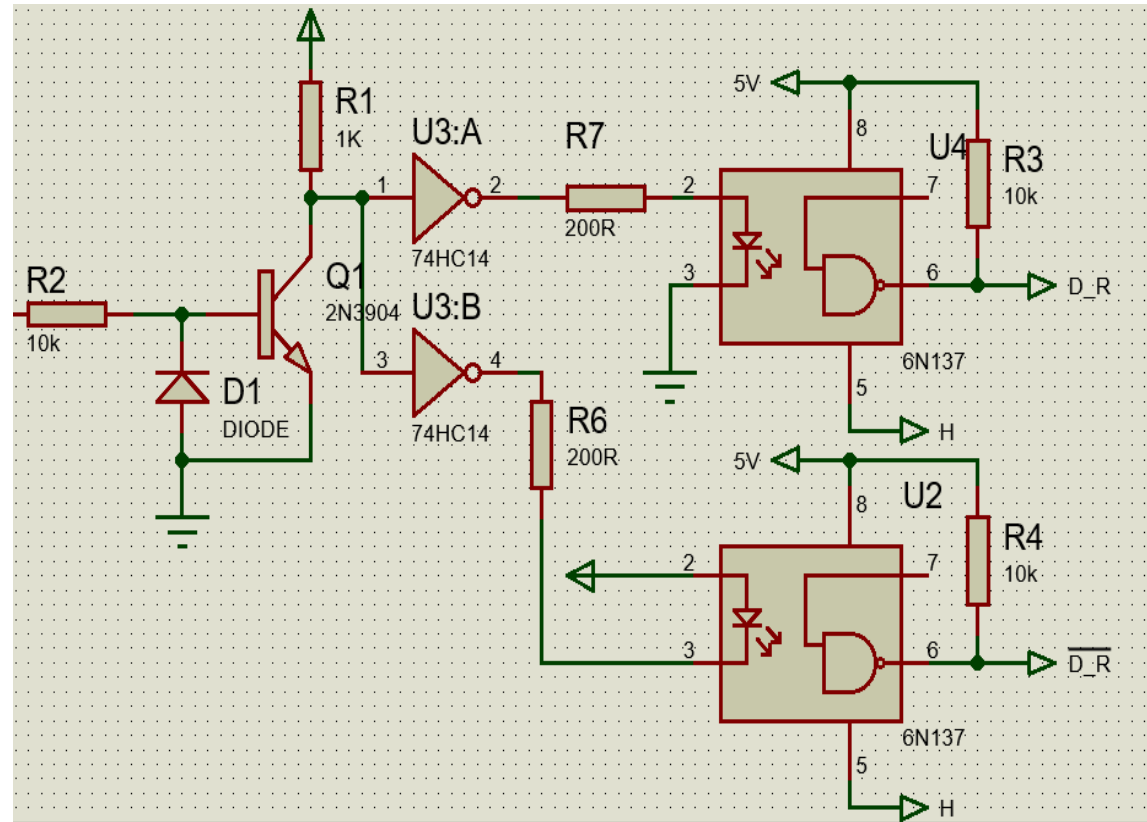 R1
1K
R2
10k
D1
DIODE
Q1
2N3904
U3:A
1
2
74HC14
U3:B
3
4
74HC14
R7
200R
R6
200R
5V
8
U4
2
3
7
6
5
6N137
R3
10k
D_R
H
5V
8
U2
2
3
7
6
5
6N137
R4
10k
D_R
H